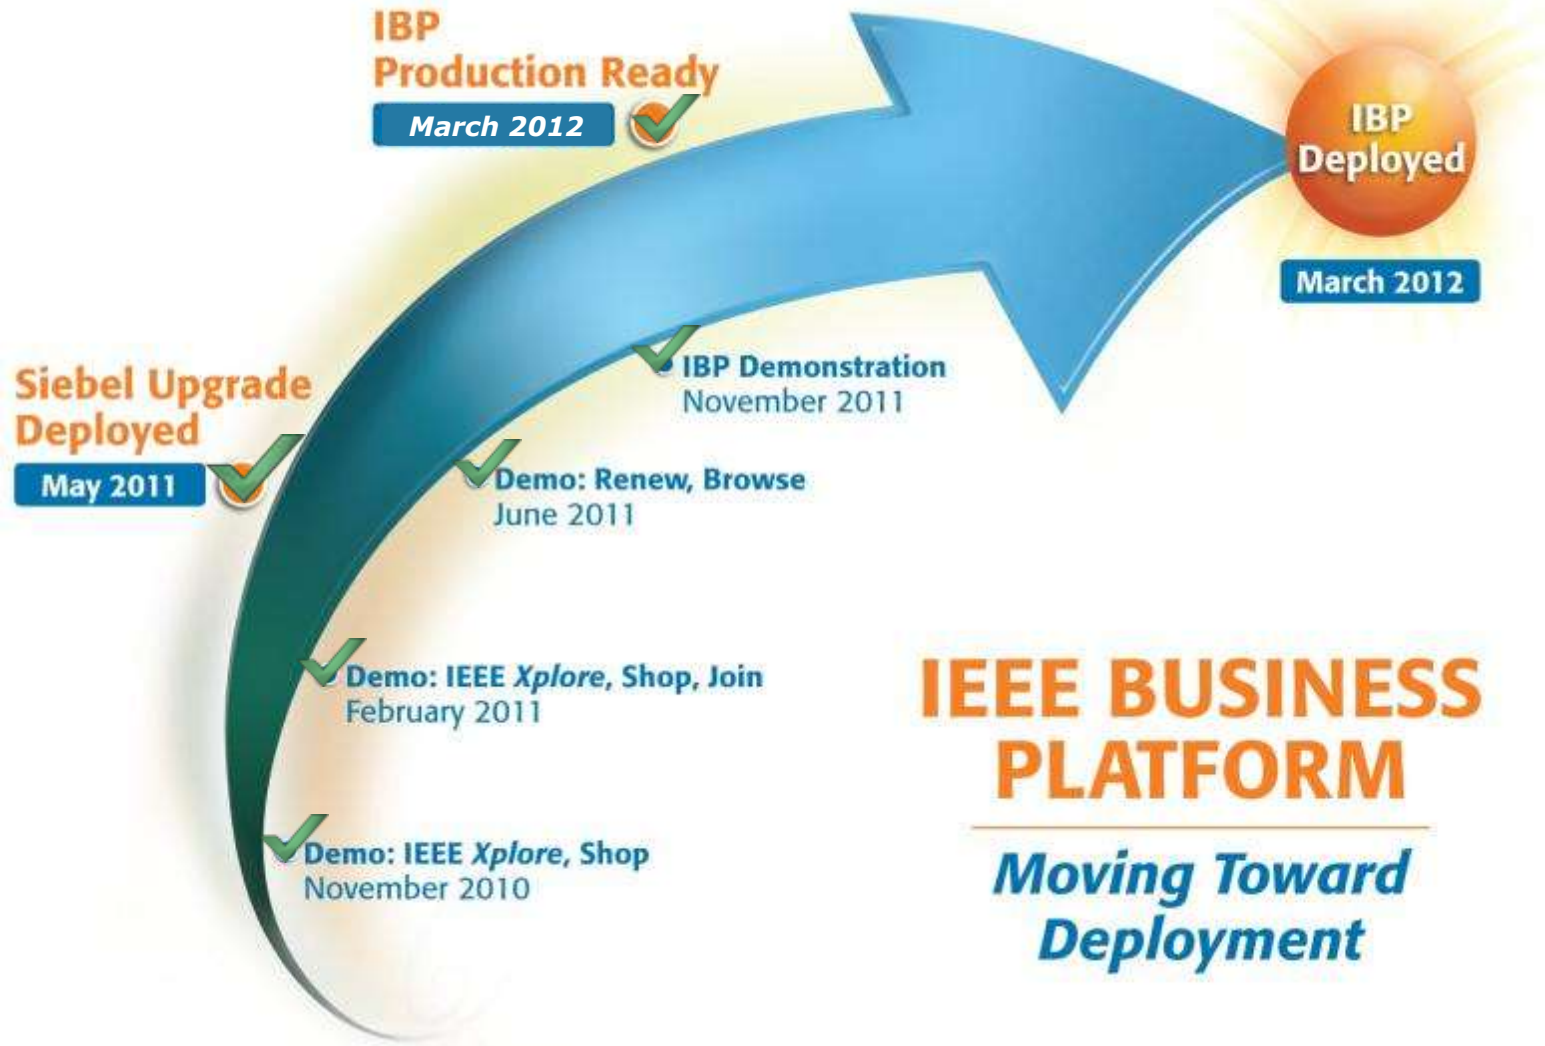 IBP
Production Ready
March 2012
IBP
Deployed
March 2012
Siebel Upgrade
Deployed
May 2011
IBP Demonstration
November 2011
Demo: Renew, Browse
June 2011
Demo: IEEE Xplore, Shop, Join
February 2011
Demo: IEEE Xplore, Shop
November 2010
IEEE BUSINESS
PLATFORM
Moving Toward
Deployment